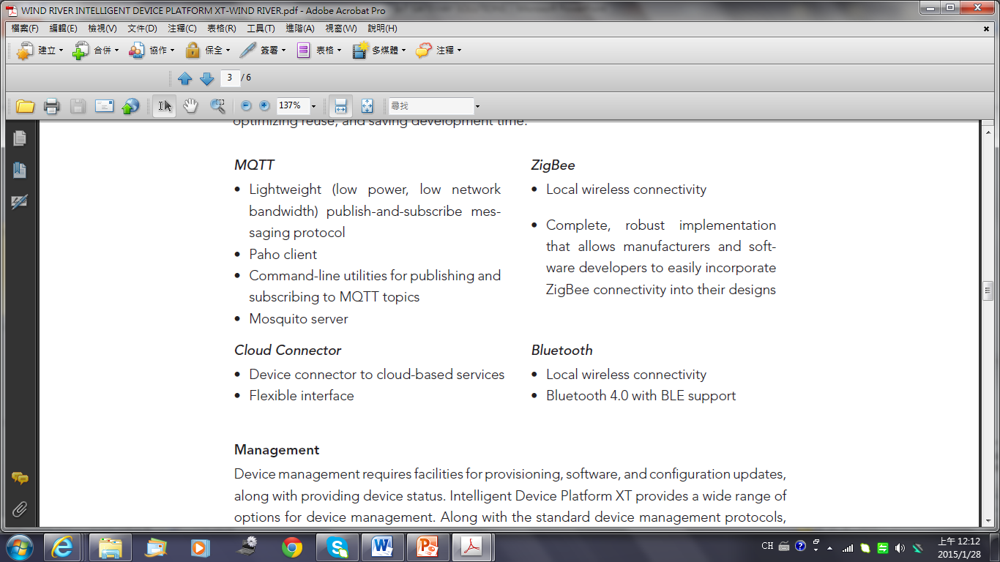 WIND RIVER INTELLIGENT DEVICE PLATFORM XT-WIND RIVER.pdf - Adobe Acrobat Pro
檔案(F) 編輯(E) 檢視(V) 文件(D) 注釋(C) 表格(R) 工具(T) 進階(A) 視窗(W) 說明(H)
建立 合併 協作 保全 簽署 表格 多媒體 注釋
3 / 6
137% 尋找
optimizing reuse, and saving development time.
MQTT
• Lightweight (low power, low network
bandwidth) publish-and-subscribe mes-
saging protocol
• Paho client
• Command-line utilities for publishing and
subscribing to MQTT topics
• Mosquito server
ZigBee
• Local wireless connectivity
• Complete, robust implementation
that allows manufacturers and soft-
ware developers to easily incorporate
ZigBee connectivity into their designs
Cloud Connector
• Device connector to cloud-based services
• Flexible interface
Bluetooth
• Local wireless connectivity
• Bluetooth 4.0 with BLE support
Management
Device management requires facilities for provisioning, software, and configuration updates,
along with providing device status. Intelligent Device Platform XT provides a wide range of
options for device management. Along with the standard device management protocols,
CH
上午 12:12
2015/1/28